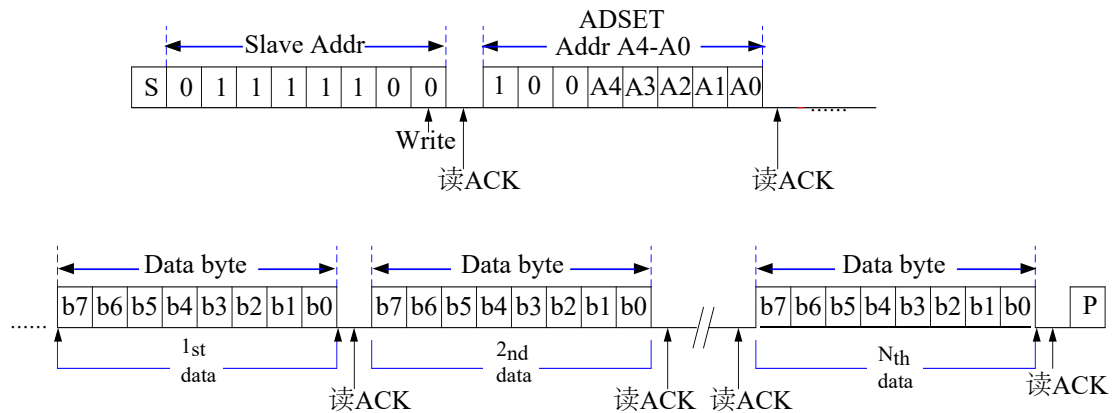 ADSET
Slave Addr Addr A4-A0
S 0 1 1 1 1 1 0 0 1 0 0 A4 A3 A2 A1 A0
......
Write
读ACK 读ACK
Data byte Data byte Data byte
b7 b6 b5 b4 b3 b2 b1 b0 b7 b6 b5 b4 b3 b2 b1 b0 b7 b6 b5 b4 b3 b2 b1 b0 P
...... //
1st 2nd Nth
data data data
读ACK 读ACK 读ACK 读ACK